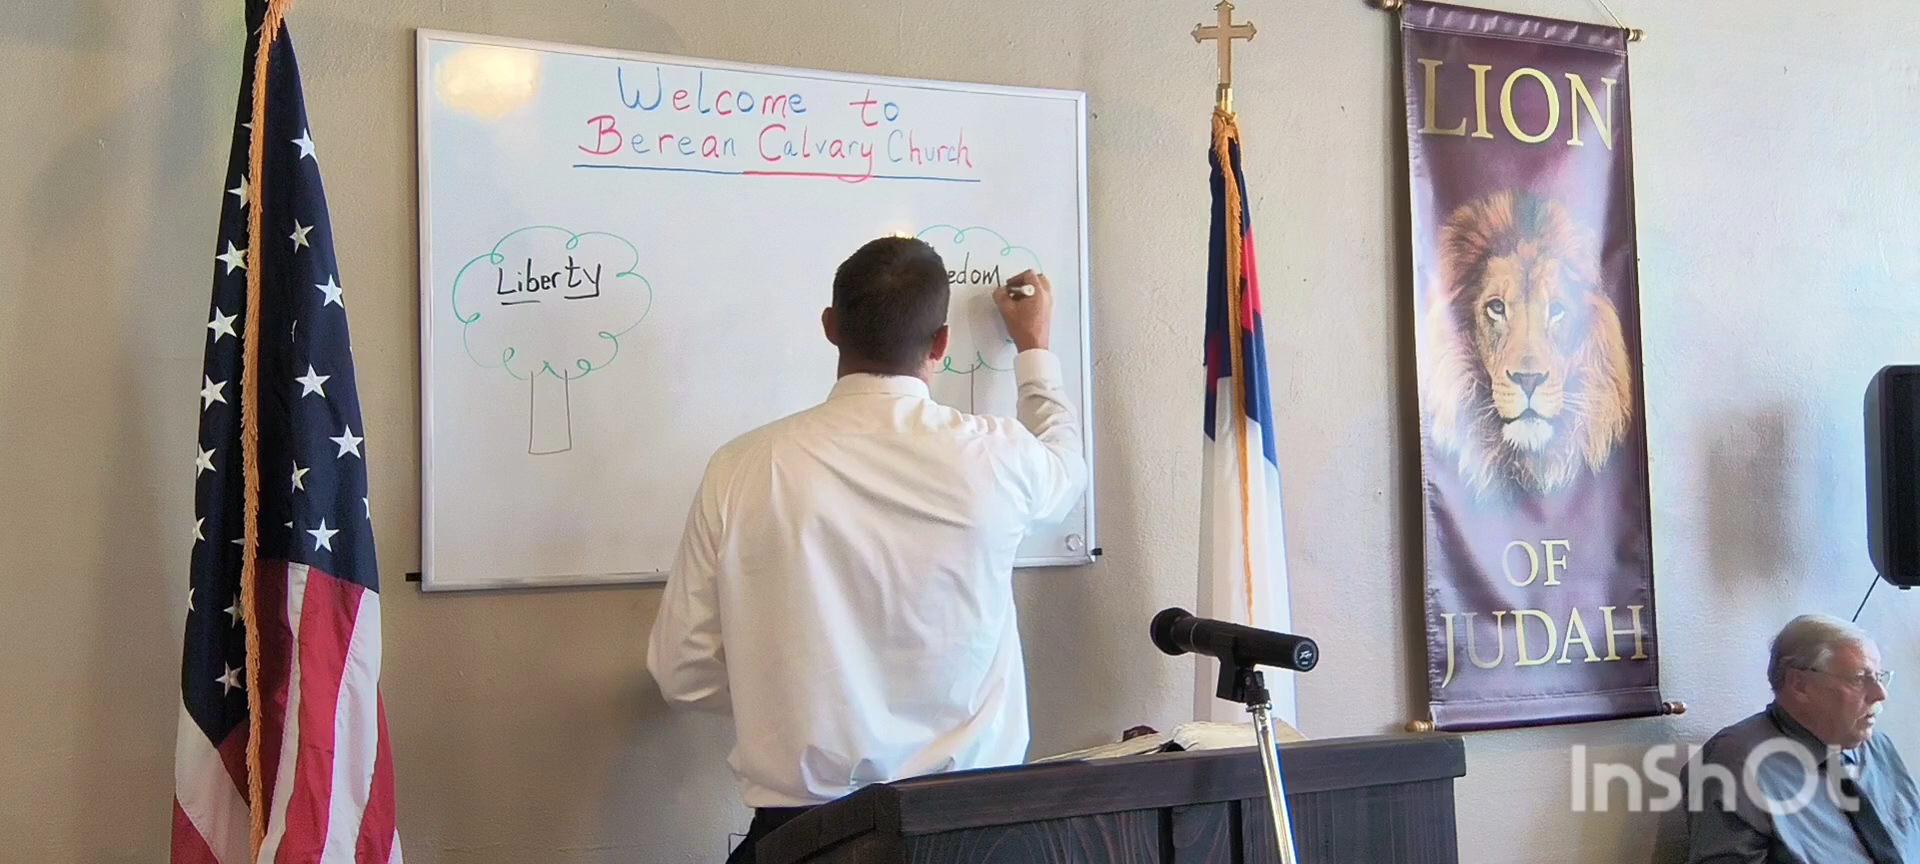 Welcome to
Berean Calvary Church
Liberty
edom
LION
OF
JUDAH
InShOt